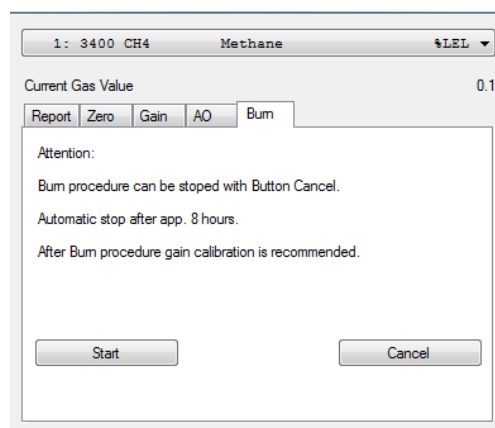 1: 3400 CH4 Methane %LEL
Current Gas Value 0.1
Report Zero Gain AO Burn
Attention:
Burn procedure can be stoped with Button Cancel.
Automatic stop after app. 8 hours.
After Burn procedure gain calibration is recommended.
Start Cancel